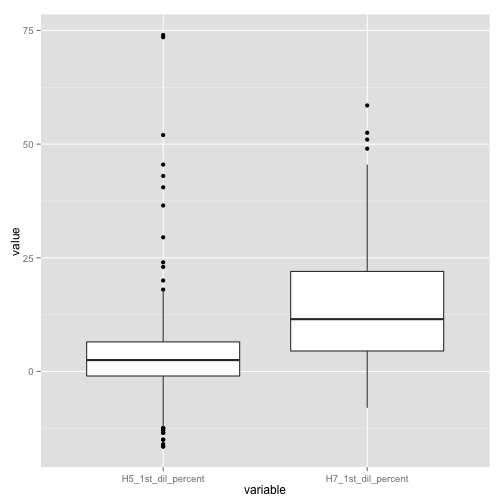 75
50
25
0
value
H5_1st_dil_percent
H7_1st_dil_percent
variable